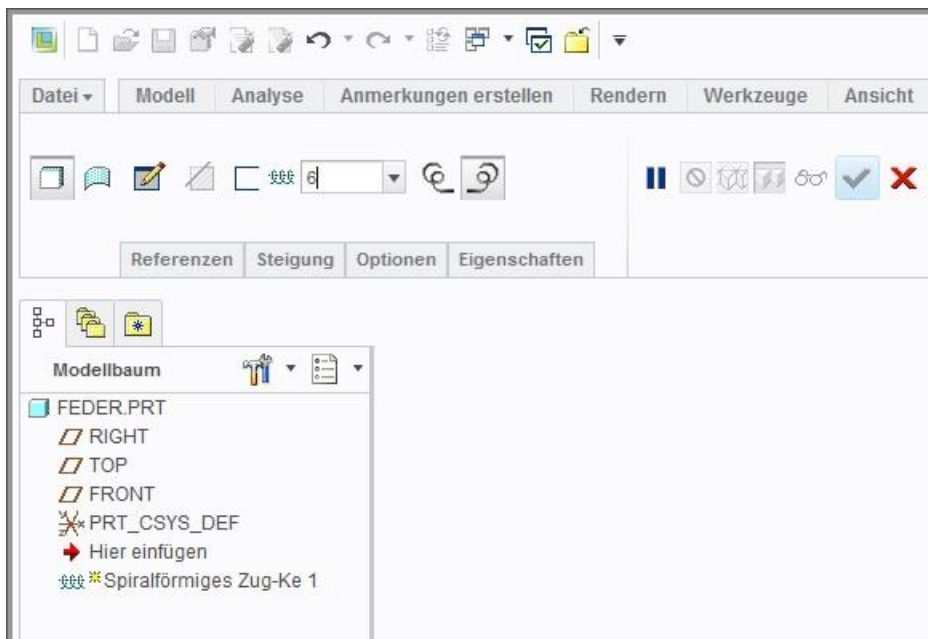 Datei Modell Analyse Anmerkungen erstellen Rendern Werkzeuge Ansicht
6
Referenzen Steigung Optionen Eigenschaften
Modellbaum
FEDER.PRT
RIGHT
TOP
FRONT
PRT_CSYS_DEF
Hier einfügen
Spiralförmiges Zug-Ke 1